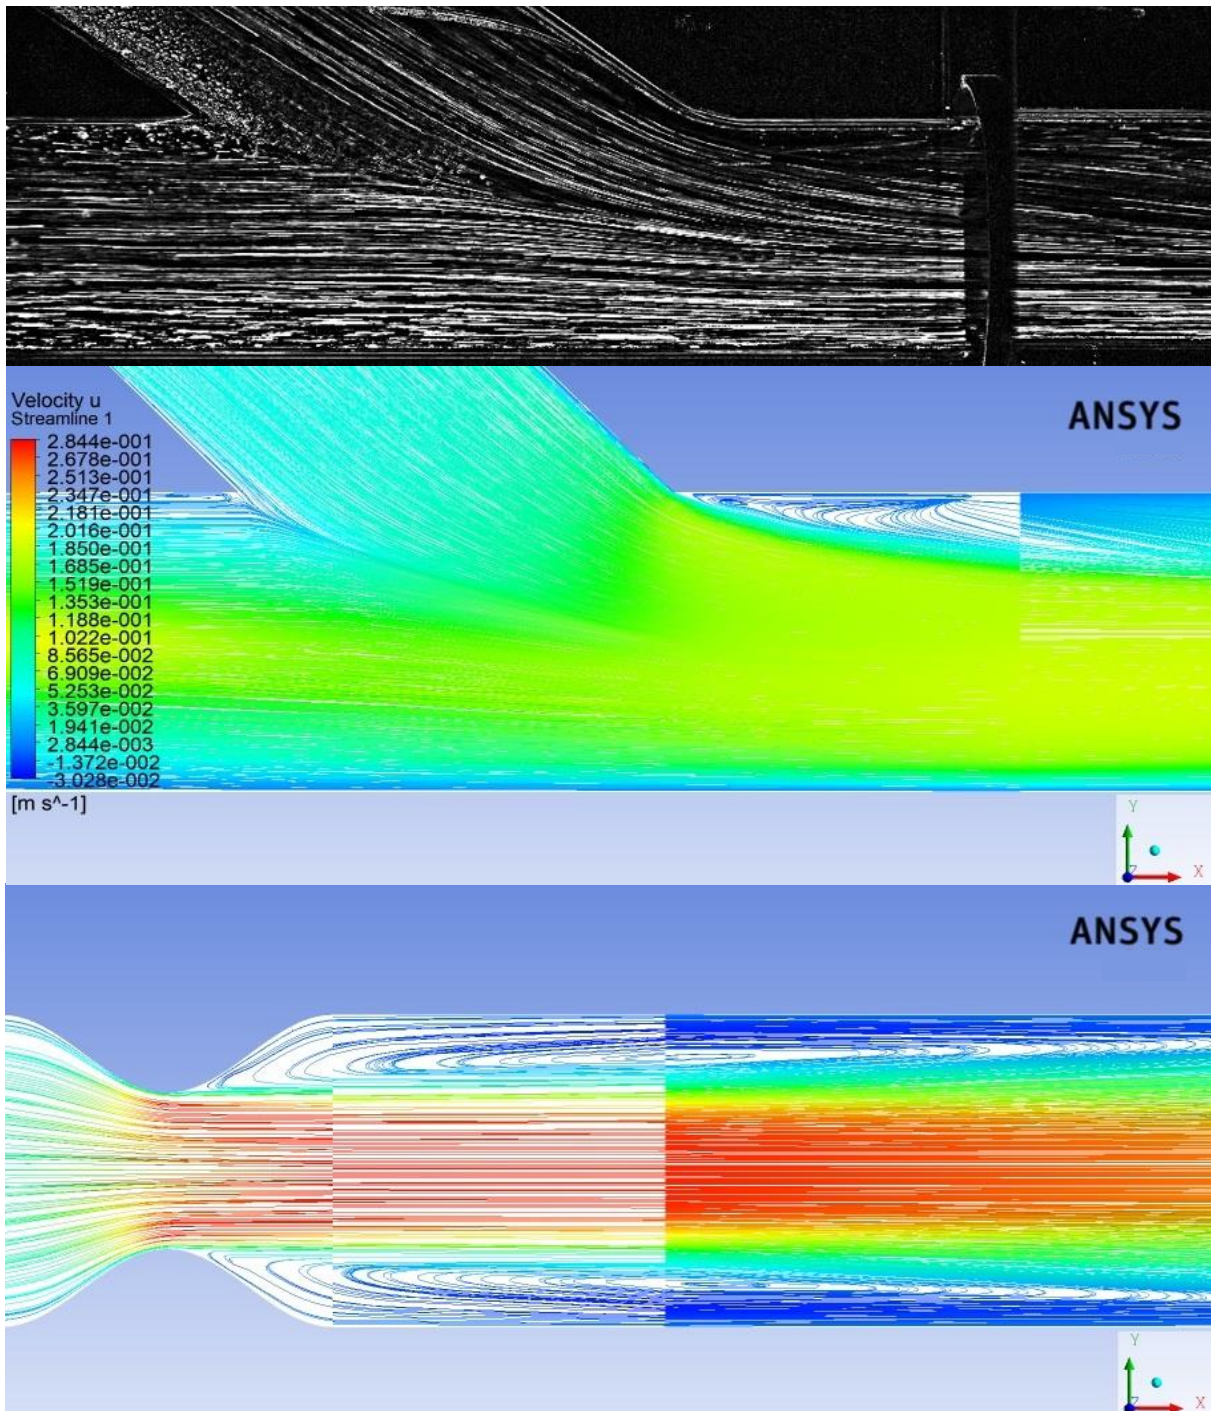 ANSYS
Velocity u
Streamline 1
2.844e-001
2.678e-001
2.513e-001
2.347e-001
2.181e-001
2.016e-001
1.850e-001
1.685e-001
1.519e-001
1.353e-001
1.188e-001
1.022e-001
8.565e-002
6.909e-002
5.253e-002
3.597e-002
1.941e-002
2.844e-003
-1.372e-002
-3.028e-002
[m s^-1]
Y
Z
X
ANSYS
Y
Z
X